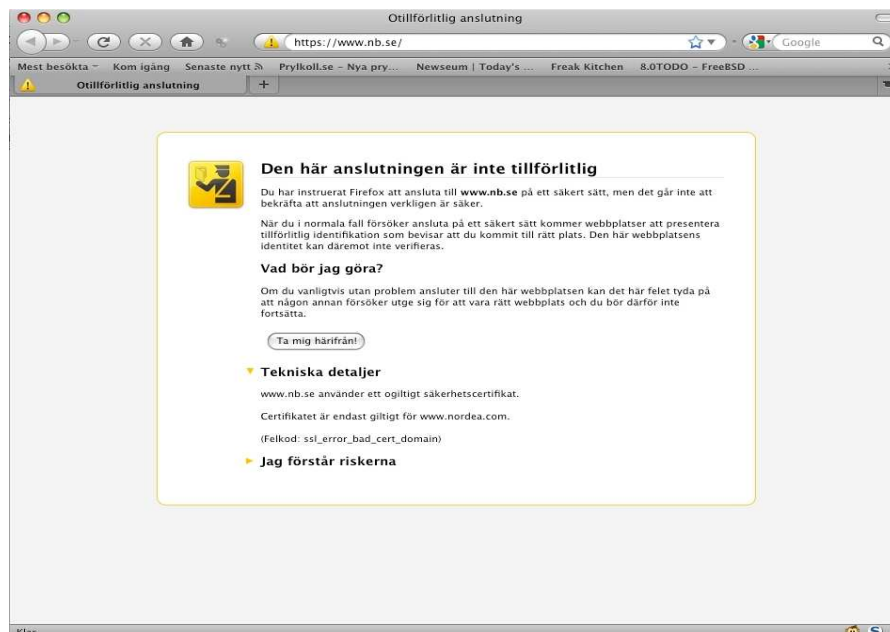 Otillförlitlig anslutning
https://www.nb.se/
Google
Mest besökta Kom igång Senaste nytt Prylkoll.se – Nya pry... Newseum | Today's ... Freak Kitchen 8.0TODO – FreeBSD ...
Otillförlitlig anslutning +
Den här anslutningen är inte tillförlitlig
Du har instruerat Firefox att ansluta till www.nb.se på ett säkert sätt, men det går inte att
bekräfta att anslutningen verkligen är säker.
När du i normala fall försöker ansluta på ett säkert sätt kommer webbplatser att presentera
tillförlitlig identifikation som bevisar att du kommit till rätt plats. Den här webbplatsens
identitet kan däremot inte verifieras.
Vad bör jag göra?
Om du vanligtvis utan problem ansluter till den här webbplatsen kan det här felet tyda på
att någon annan försöker utge sig för att vara rätt webbplats och du bör därför inte
fortsätta.
Ta mig härifrån!
Tekniska detaljer
www.nb.se använder ett ogiltigt säkerhetscertifikat.
Certifikatet är endast giltigt för www.nordea.com.
(Felkod: ssl_error_bad_cert_domain)
Jag förstår riskerna
Klar